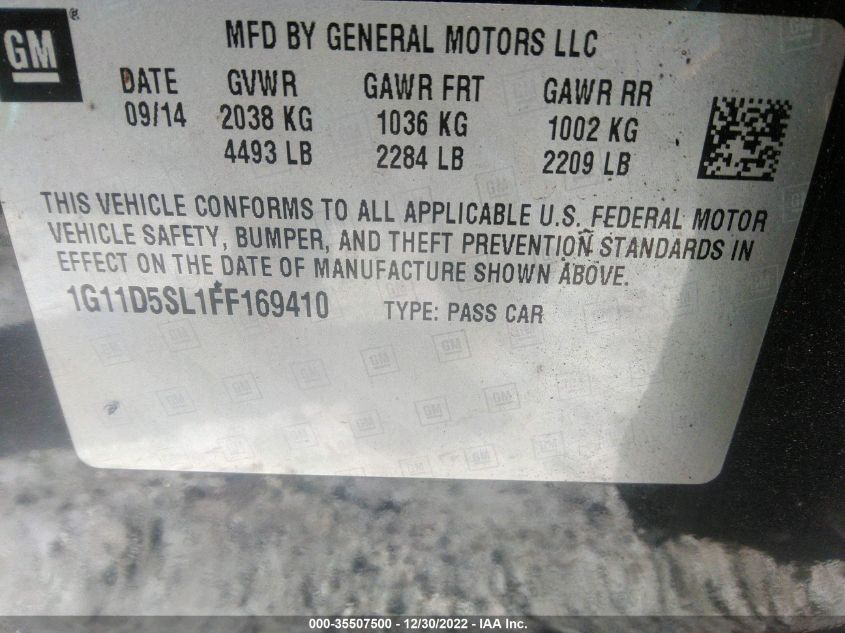 GM®
MFD BY GENERAL MOTORS LLC
DATE GVWR GAWR FRT GAWR RR
09/14 2038 KG 1036 KG 1002 KG
4493 LB 2284 LB 2209 LB
THIS VEHICLE CONFORMS TO ALL APPLICABLE U.S. FEDERAL MOTOR
VEHICLE SAFETY, BUMPER, AND THEFT PREVENTION STANDARDS IN
EFFECT ON THE DATE OF MANUFACTURE SHOWN ABOVE.
1G11D5SL1FF169410 TYPE: PASS CAR
000-35507500 - 12/30/2022 - IAA Inc.